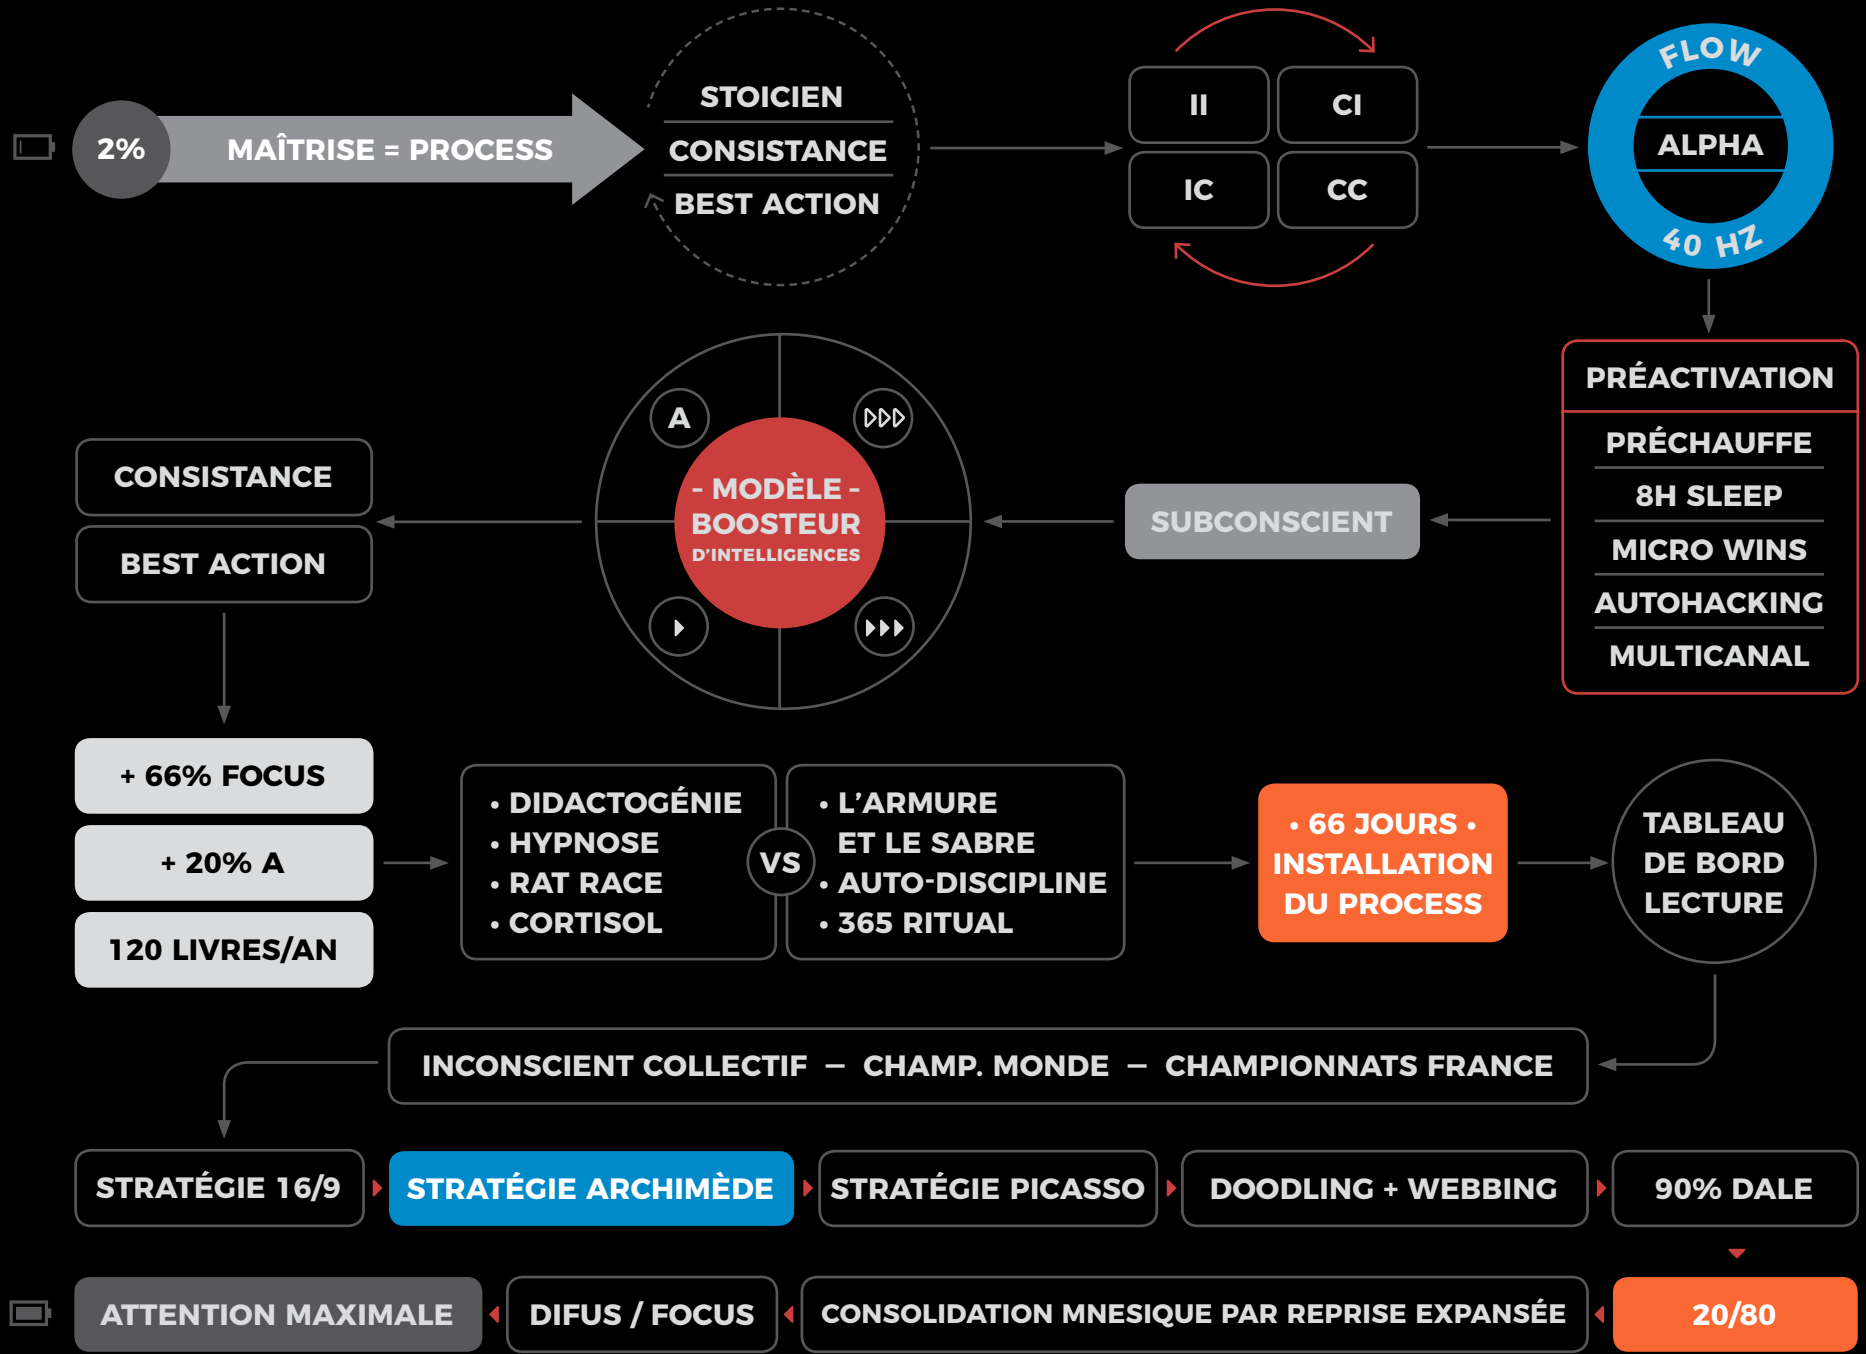 2%
MAÎTRISE = PROCESS
STOICIEN
CONSISTANCE
BEST ACTION
II
CI
IC
CC
FLOW
ALPHA
40 HZ
PRÉACTIVATION
PRÉCHAUFFE
8H SLEEP
MICRO WINS
AUTOHACKING
MULTICANAL
SUBCONSCIENT
A
- MODÈLE -
BOOSTEUR
D'INTELLIGENCES
CONSISTANCE
BEST ACTION
+ 66% FOCUS
+ 20% A
120 LIVRES/AN
• DIDACTOGÉNIE
• HYPNOSE
• RAT RACE
• CORTISOL
VS
• L'ARMURE
ET LE SABRE
• AUTO-DISCIPLINE
• 365 RITUAL
• 66 JOURS •
INSTALLATION
DU PROCESS
TABLEAU
DE BORD
LECTURE
INCONSCIENT COLLECTIF – CHAMP. MONDE – CHAMPIONNATS FRANCE
STRATÉGIE 16/9
STRATÉGIE ARCHIMÈDE
STRATÉGIE PICASSO
DOODLING + WEBBING
90% DALE
20/80
CONSOLIDATION MNESIQUE PAR REPRISE EXPANSÉE
DIFUS / FOCUS
ATTENTION MAXIMALE